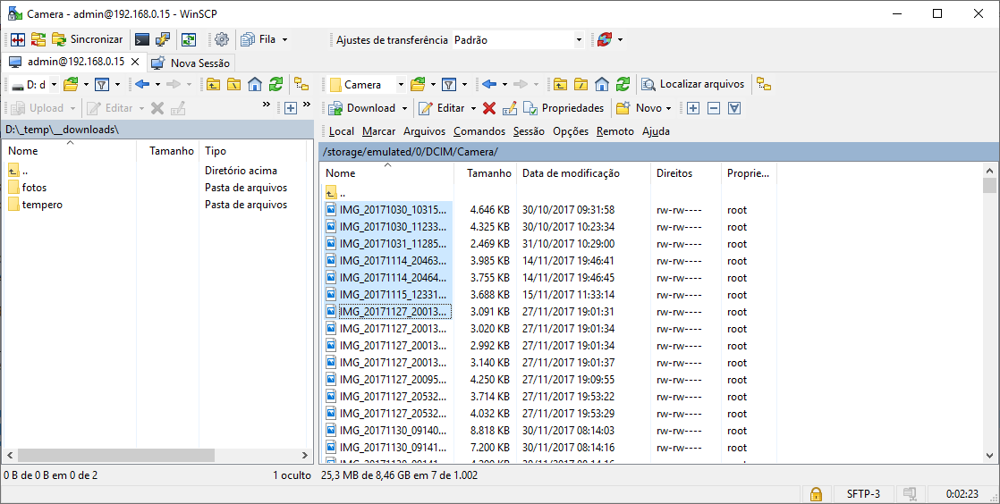 Camera - admin@192.168.0.15 - WinSCP
Sincronizar Fila Ajustes de transferência Padrão
admin@192.168.0.15 Nova Sessão
D: d Camera Localizar arquivos
Upload Editar » » Download Editar Propriedades Novo
Local Marcar Arquivos Comandos Sessão Opções Remoto Ajuda
D:\_temp\__downloads\
Nome Tamanho Tipo
.. Diretório acima
fotos Pasta de arquivos
tempero Pasta de arquivos
/storage/emulated/0/DCIM/Camera/
Nome Tamanho Data de modificação Direitos Proprie...
..
IMG_20171030_10315... 4.646 KB 30/10/2017 09:31:58 rw-rw---- root
IMG_20171030_11233... 4.325 KB 30/10/2017 10:23:34 rw-rw---- root
IMG_20171031_11285... 2.469 KB 31/10/2017 10:29:00 rw-rw---- root
IMG_20171114_20463... 3.985 KB 14/11/2017 19:46:41 rw-rw---- root
IMG_20171114_20464... 3.755 KB 14/11/2017 19:46:45 rw-rw---- root
IMG_20171115_12331... 3.688 KB 15/11/2017 11:33:14 rw-rw---- root
IMG_20171127_20013... 3.091 KB 27/11/2017 19:01:31 rw-rw---- root
IMG_20171127_20013... 3.020 KB 27/11/2017 19:01:34 rw-rw---- root
IMG_20171127_20013... 2.992 KB 27/11/2017 19:01:34 rw-rw---- root
IMG_20171127_20013... 3.140 KB 27/11/2017 19:01:37 rw-rw---- root
IMG_20171127_20095... 4.250 KB 27/11/2017 19:09:55 rw-rw---- root
IMG_20171127_20532... 3.714 KB 27/11/2017 19:53:22 rw-rw---- root
IMG_20171127_20532... 4.032 KB 27/11/2017 19:53:29 rw-rw---- root
IMG_20171130_09140... 8.818 KB 30/11/2017 08:14:03 rw-rw---- root
IMG_20171130_09141... 7.200 KB 30/11/2017 08:14:16 rw-rw---- root
0 B de 0 B em 0 de 2 1 oculto 25,3 MB de 8,46 GB em 7 de 1.002
SFTP-3 0:02:23